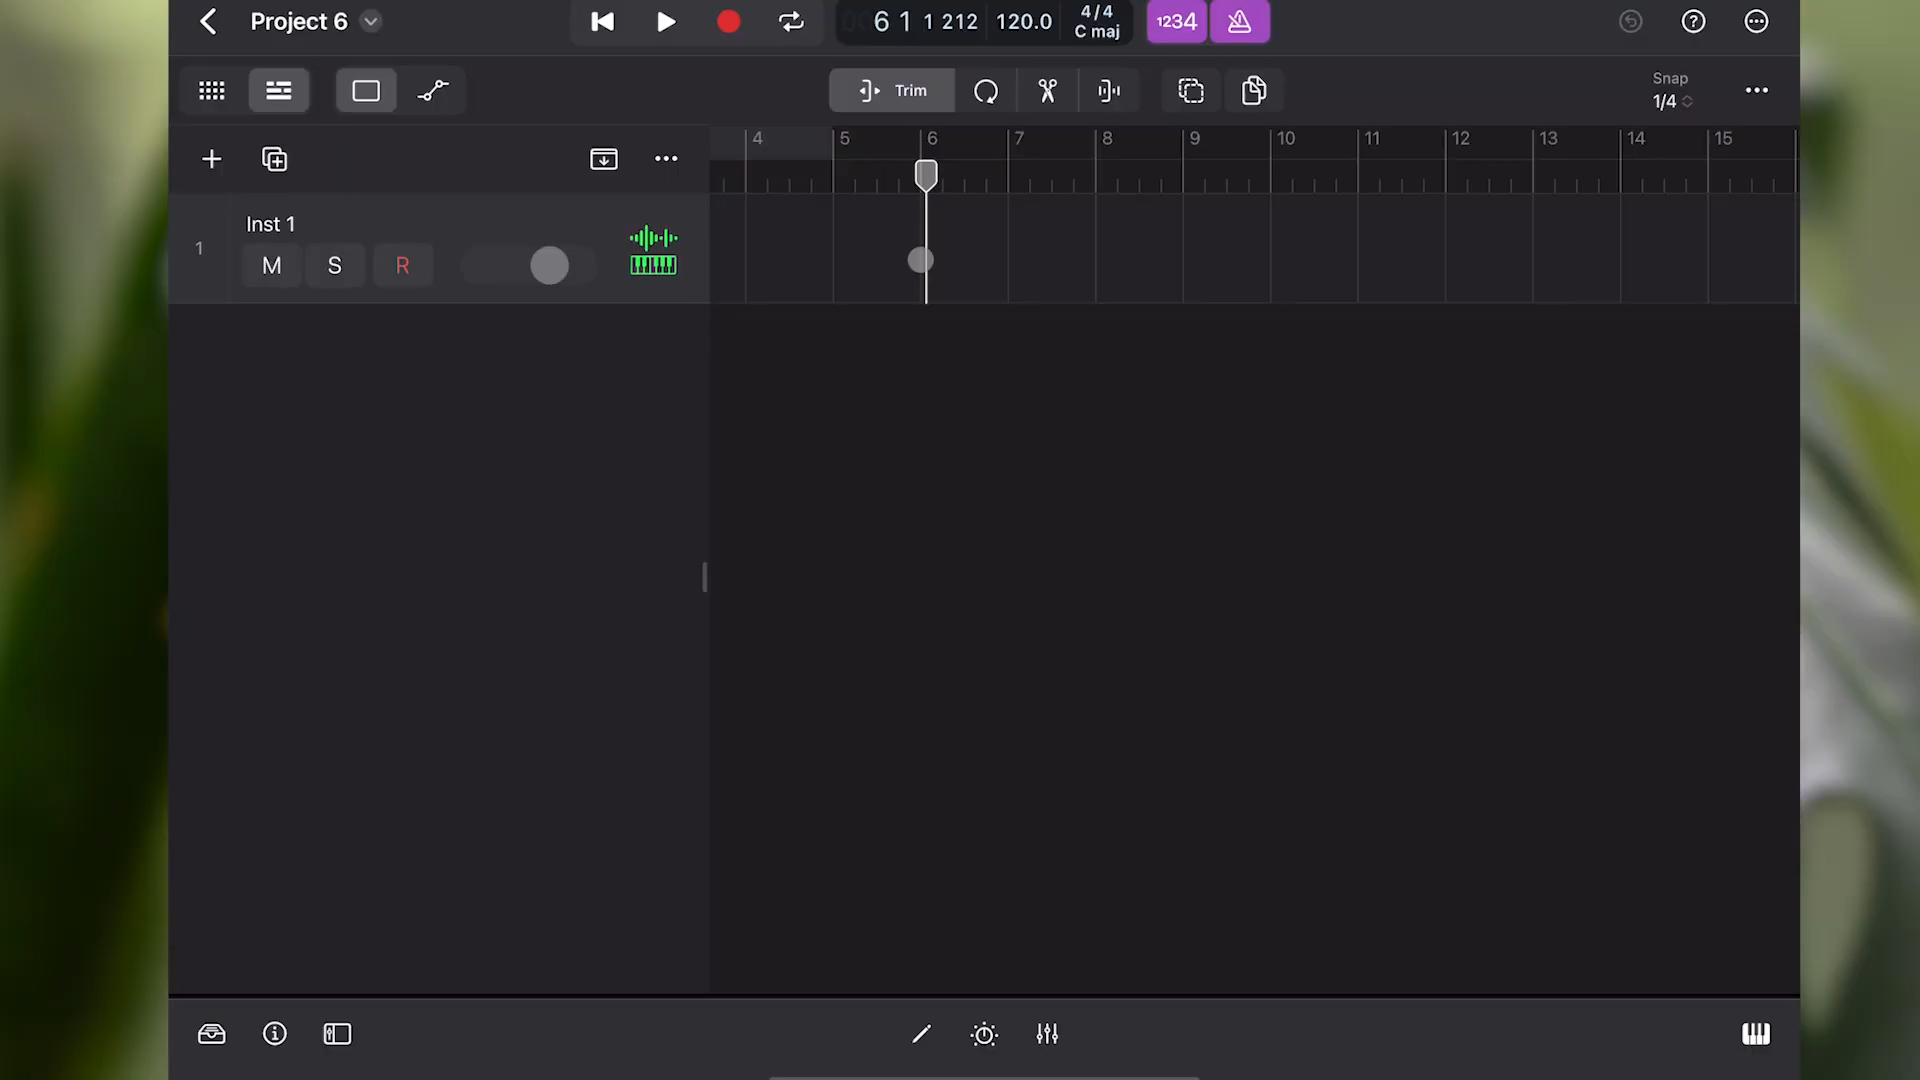 Project 6
6 1 1 212 120.0 4/4 C maj
1234
Trim
Snap
1/4
4 5 6 7 8 9 10 11 12 13 14 15
1
Inst 1
M S R